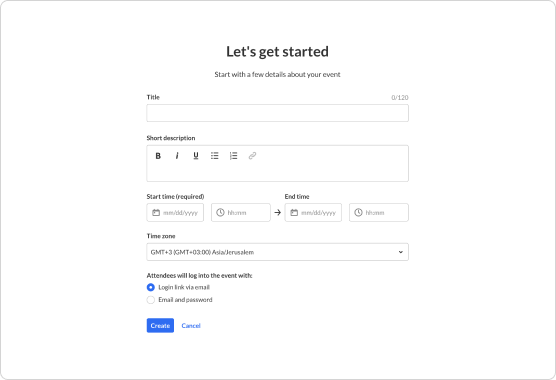 Let's get started
Start with a few details about your event
Title 0/120
Short description
B i U
Start time (required) End time
mm/dd/yyyy hh:mm → mm/dd/yyyy hh:mm
Time zone
GMT+3 (GMT+03:00) Asia/Jerusalem
Attendees will log into the event with:
Login link via email
Email and password
Create Cancel